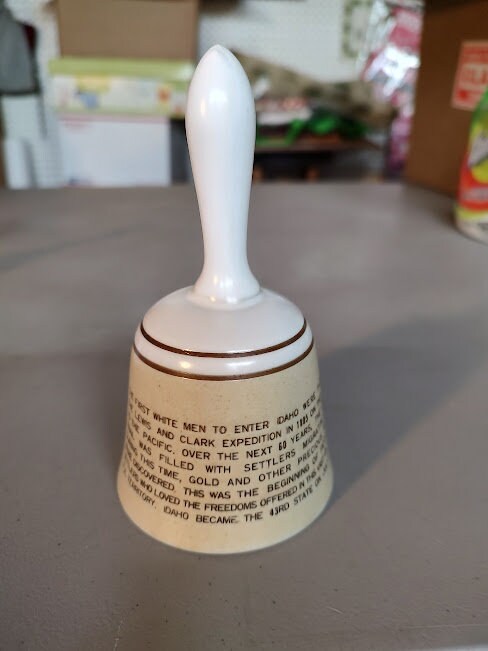 FIRST WHITE MEN TO ENTER IDAHO WERE
LEWIS AND CLARK EXPEDITION IN 1805 ON
THE PACIFIC. OVER THE NEXT 60 YEARS,
WAS FILLED WITH SETTLERS
THIS TIME, GOLD AND OTHER
DISCOVERED. THIS WAS THE BEGINNING OF
WHO LOVED THE FREEDOMS OFFERED IN THE
TERRITORY. IDAHO BECAME THE 43RD STATE ON